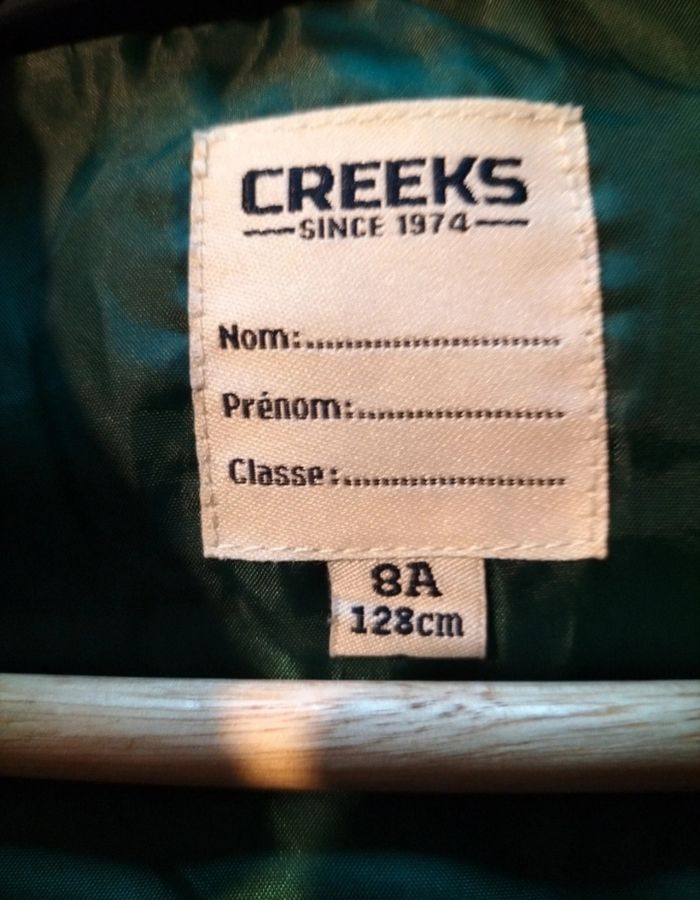 CREEKS
SINCE 1974
Nom:..............................
Prénom:.........................
Classe:..........................
8A
128cm